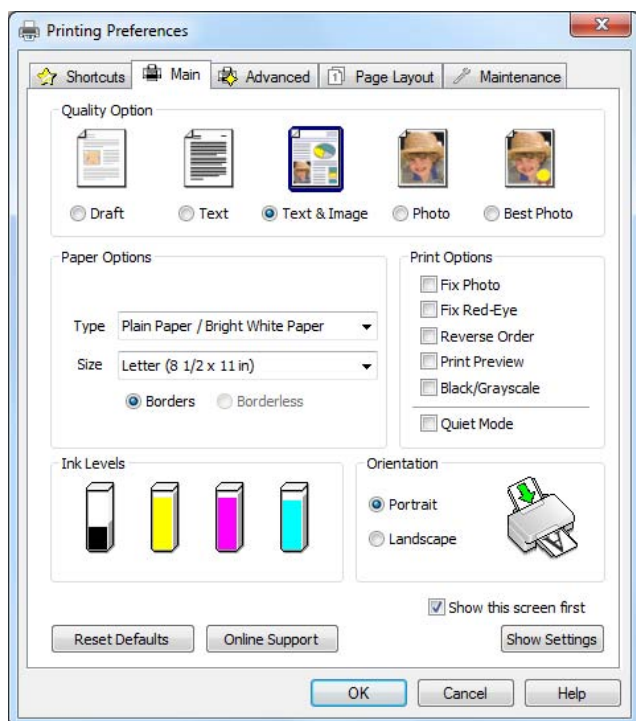 Printing Preferences
Shortcuts Main Advanced 1 Page Layout Maintenance
Quality Option
Draft Text Text & Image Photo Best Photo
Paper Options
Type Plain Paper / Bright White Paper
Size Letter (8 1/2 x 11 in)
Borders Borderless
Print Options
Fix Photo
Fix Red-Eye
Reverse Order
Print Preview
Black/Grayscale
Quiet Mode
Ink Levels
Orientation
Portrait
Landscape
Show this screen first
Reset Defaults Online Support Show Settings
OK Cancel Help